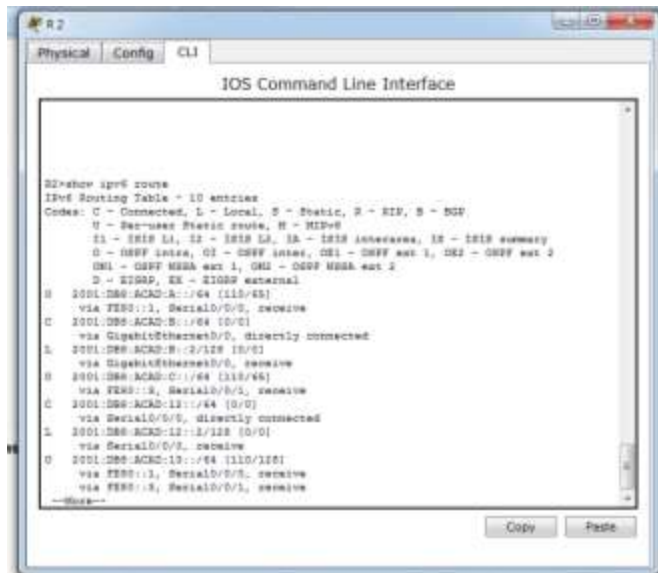 R2
Physical Config CLI
IOS Command Line Interface
R2>show ipv6 route
IPv6 Routing Table - 10 entries
Codes: C - Connected, L - Local, S - Static, R - RIP, B - BGP
U - Per-user Static route, M - MIPv6
I1 - ISIS L1, I2 - ISIS L2, IA - ISIS interarea, IS - ISIS summary
O - OSPF intra, OI - OSPF inter, OE1 - OSPF ext 1, OE2 - OSPF ext 2
ON1 - OSPF NSSA ext 1, ON2 - OSPF NSSA ext 2
D - EIGRP, EX - EIGRP external
O 2001:DB8:ACAD:A::/64 [110/65]
via FE80::1, Serial0/0/0, receive
C 2001:DB8:ACAD:B::/64 [0/0]
via GigabitEthernet0/0, directly connected
L 2001:DB8:ACAD:B::2/128 [0/0]
via GigabitEthernet0/0, receive
O 2001:DB8:ACAD:C::/64 [110/65]
via FE80::3, Serial0/0/1, receive
C 2001:DB8:ACAD:12::/64 [0/0]
via Serial0/0/0, directly connected
L 2001:DB8:ACAD:12::2/128 [0/0]
via Serial0/0/0, receive
O 2001:DB8:ACAD:13::/64 [110/128]
via FE80::1, Serial0/0/0, receive
via FE80::3, Serial0/0/1, receive
--More--
Copy Paste